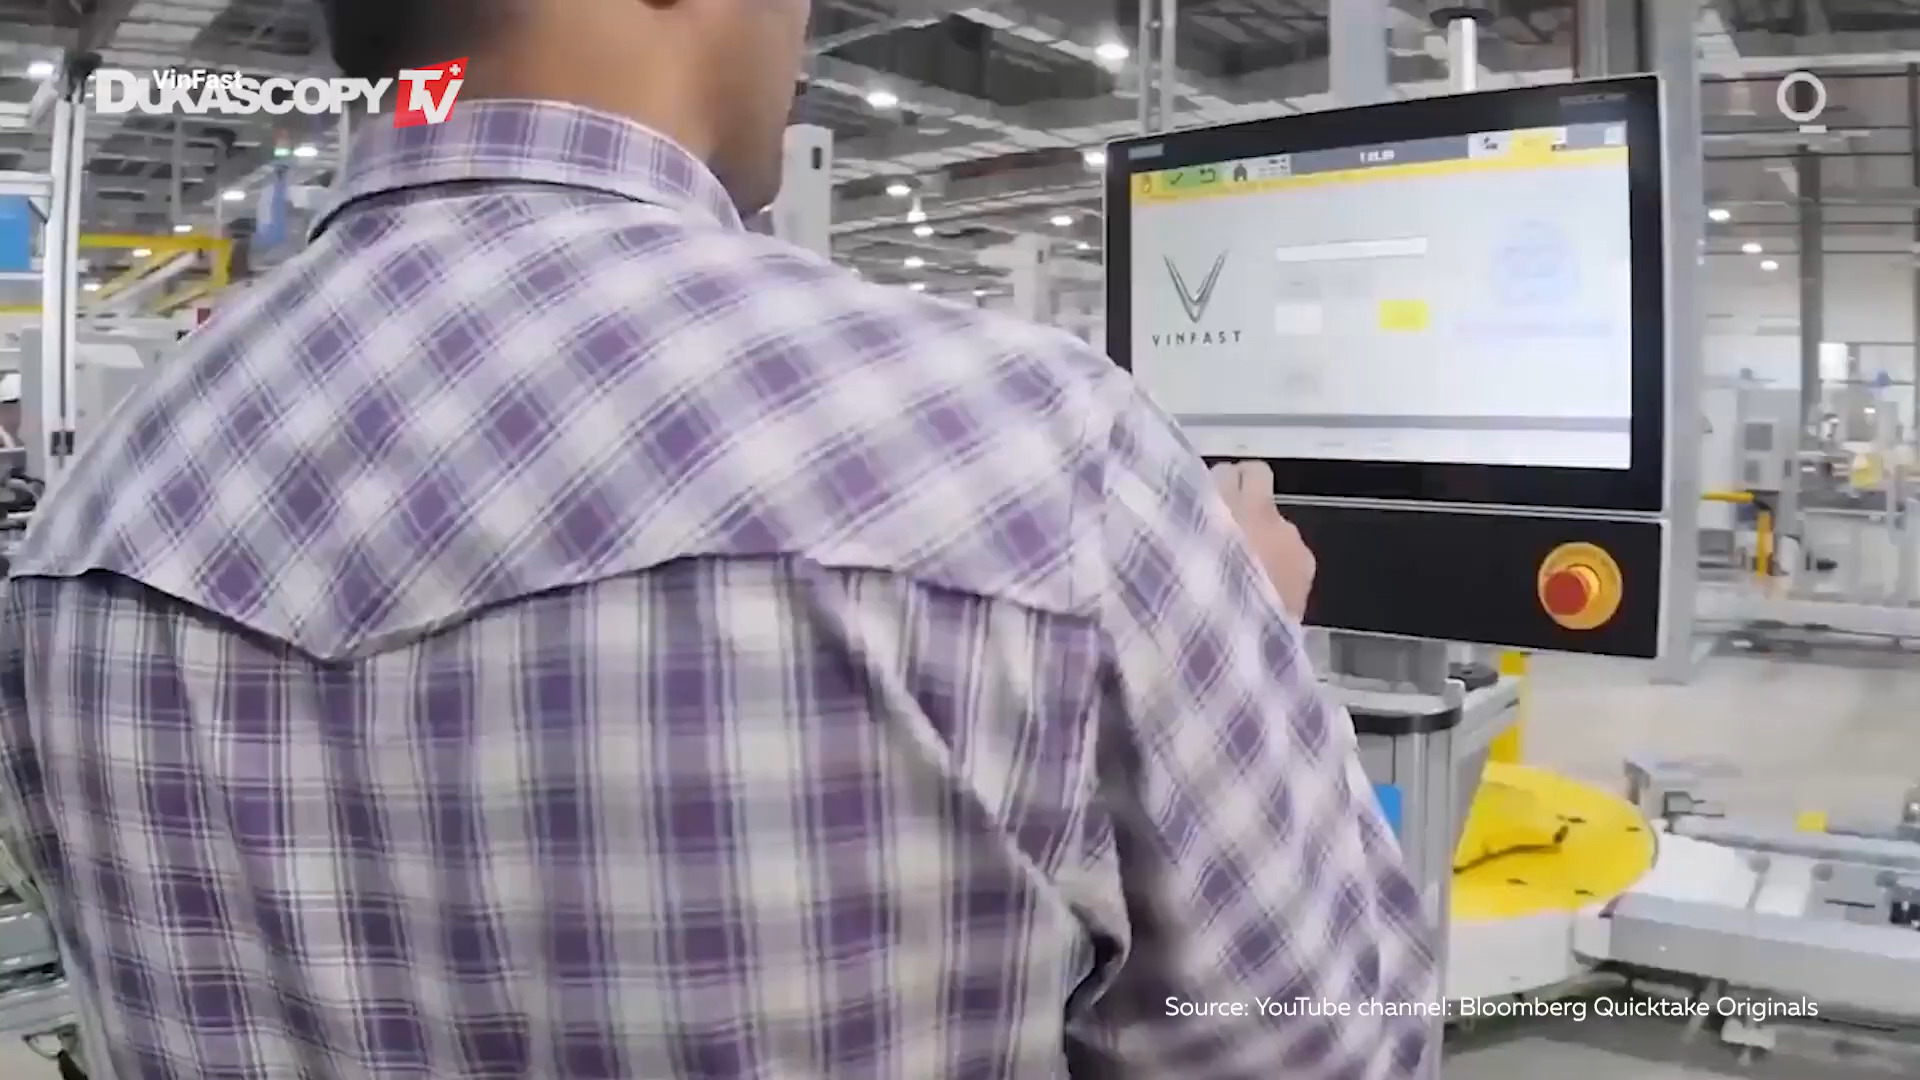 VinFast
DUKASCOPY TV
VINFAST
Source: YouTube channel: Bloomberg Quicktake Originals